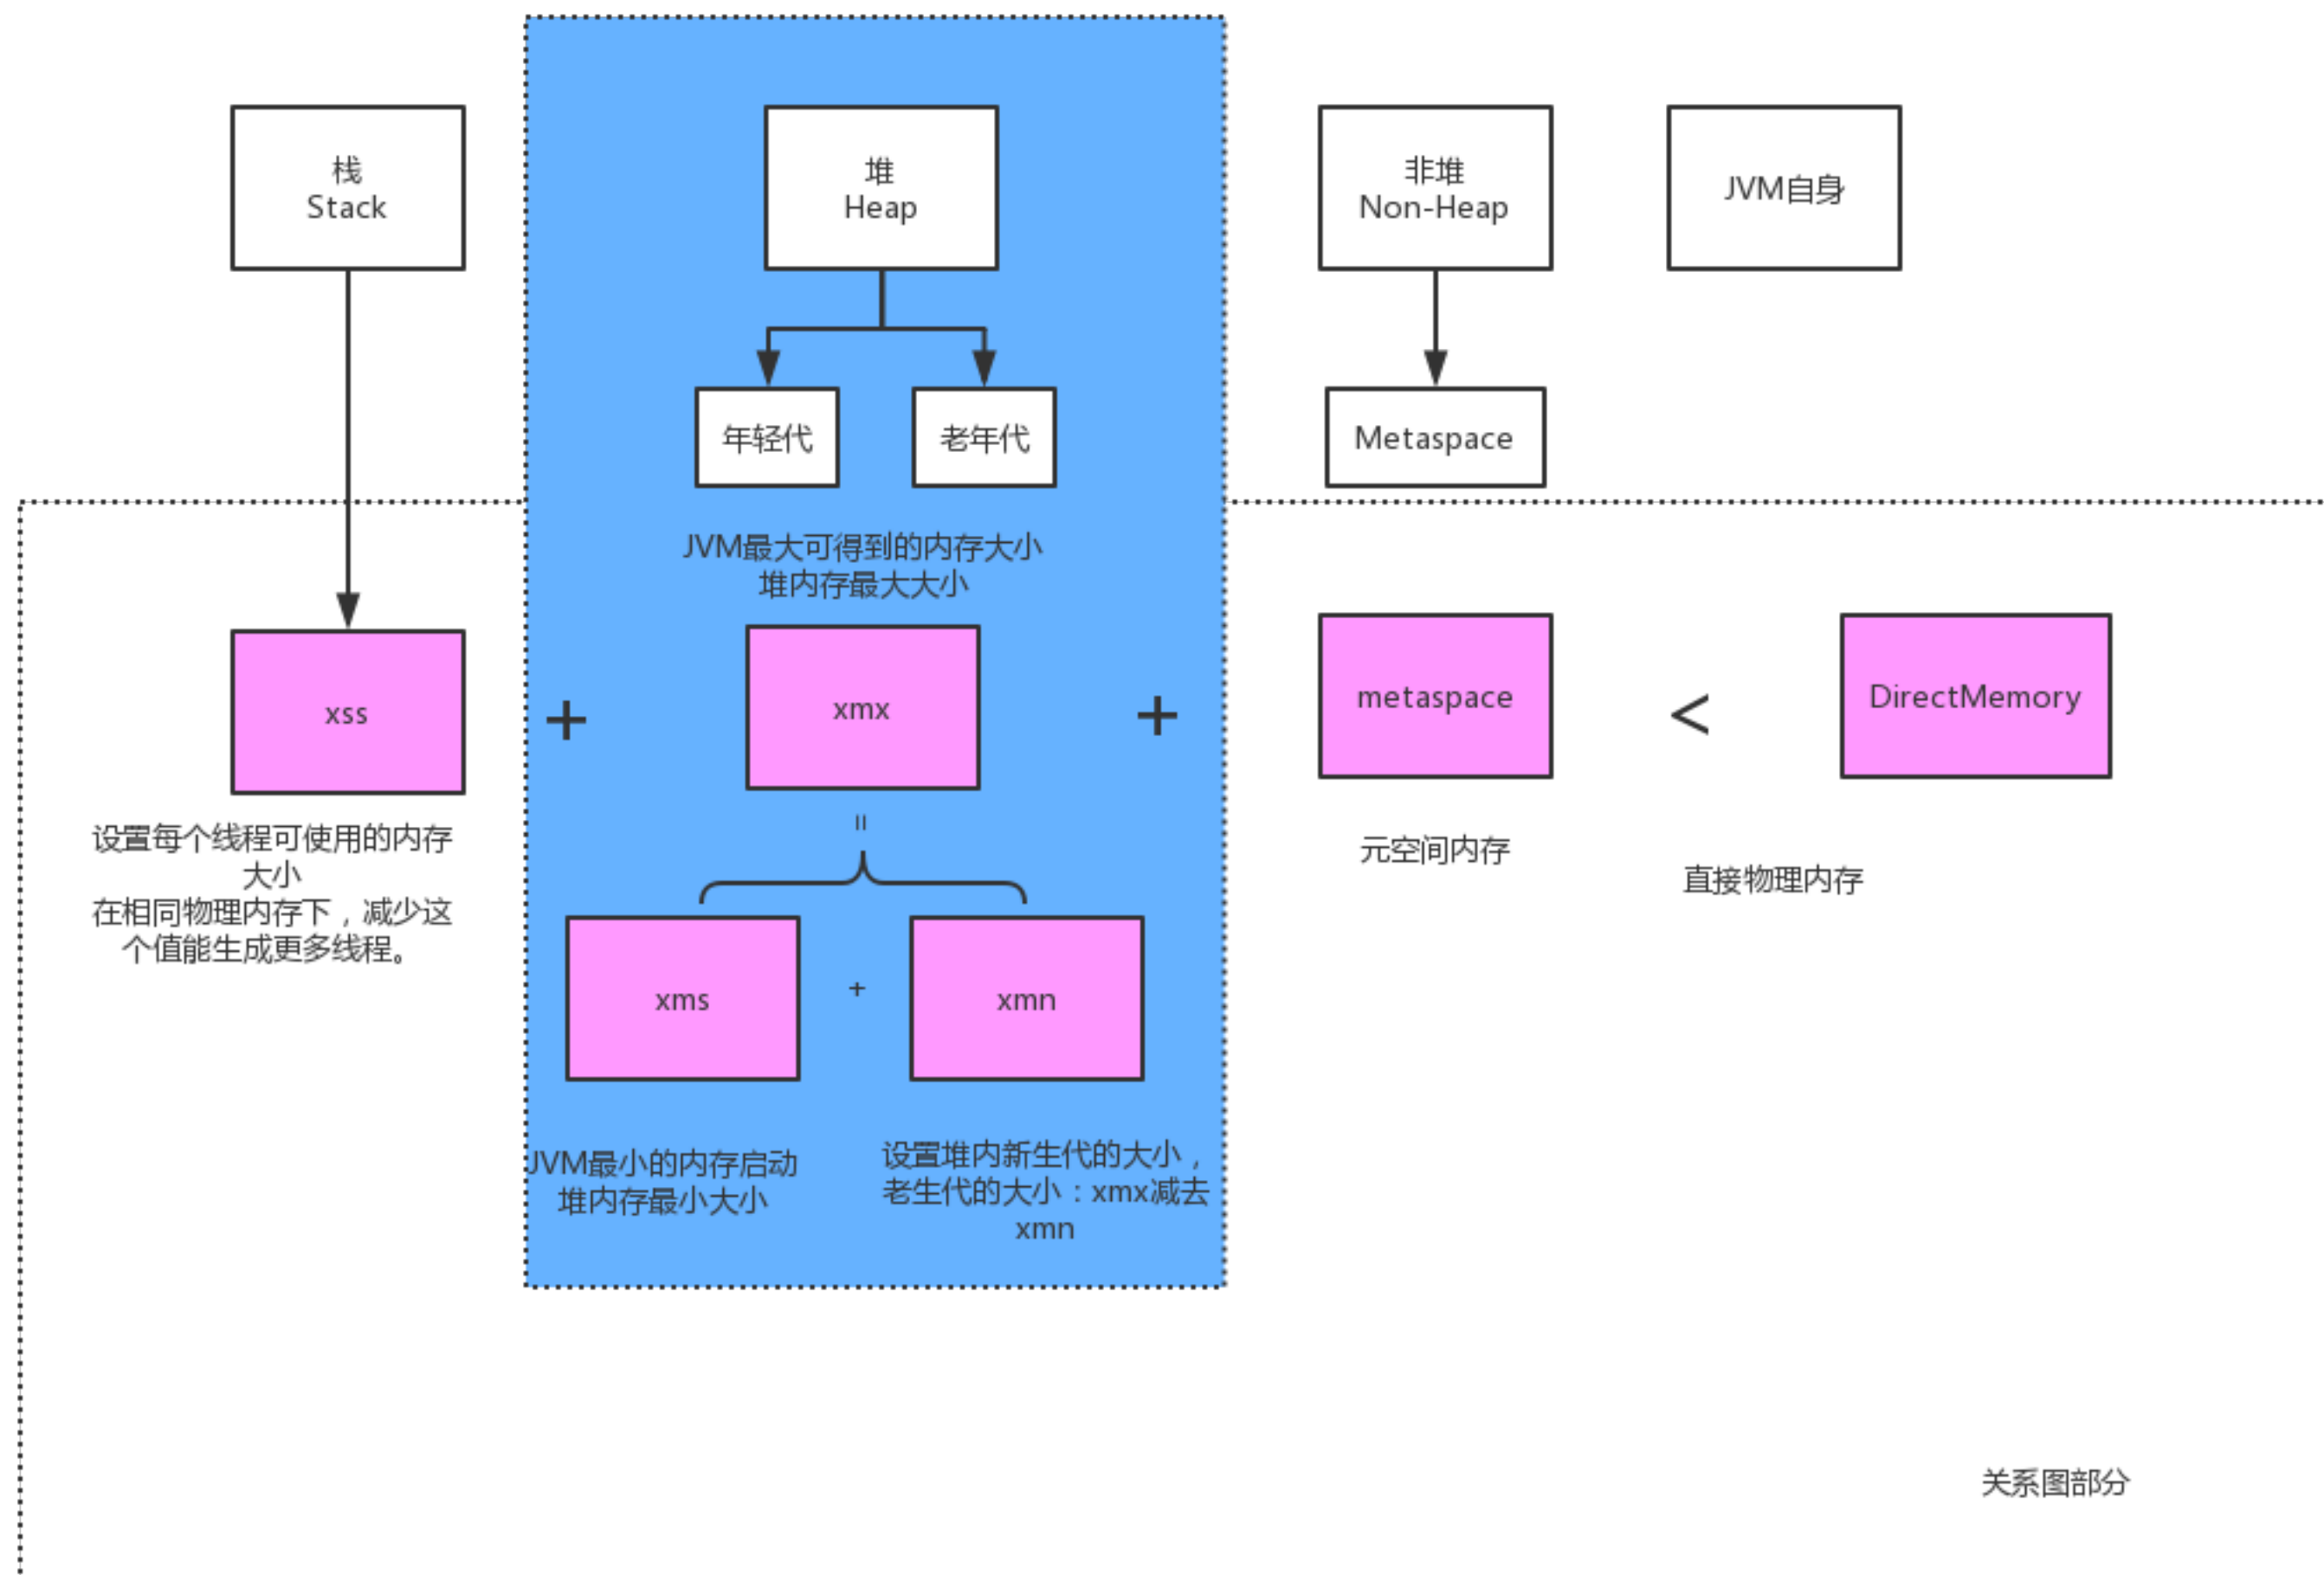 栈
Stack
堆
Heap
非堆
Non-Heap
JVM自身
年轻代
老年代
Metaspace
JVM最大可得到的内存大小
堆内存最大大小
xss
+
xmx
+
metaspace
<
DirectMemory
设置每个线程可使用的内存
大小
在相同物理内存下，减少这
个值能生成更多线程。
=
元空间内存
直接物理内存
xms
+
xmn
JVM最小的内存启动
堆内存最小大小
设置堆内新生代的大小，
老生代的大小：xmx减去
xmn
关系图部分